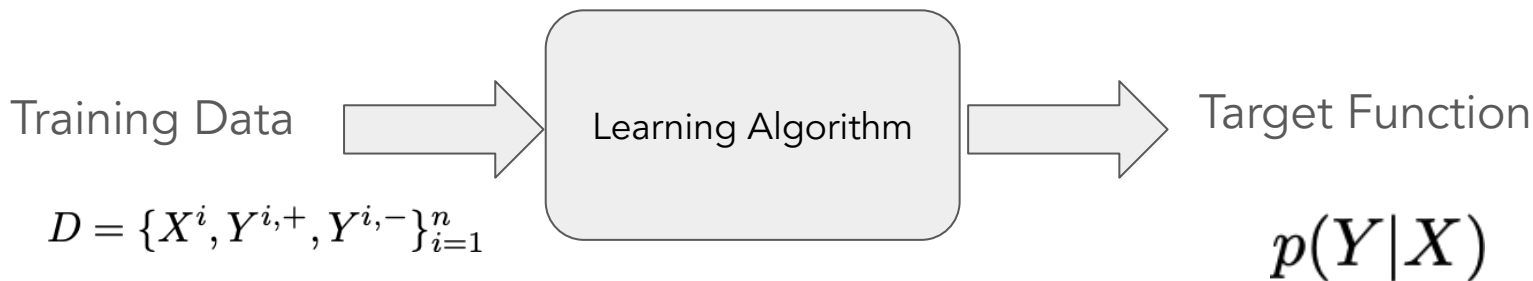 Training Data
Learning Algorithm
Target Function
D = {X^i, Y^{i,+}, Y^{i,-}}_{i=1}^n
p(Y|X)